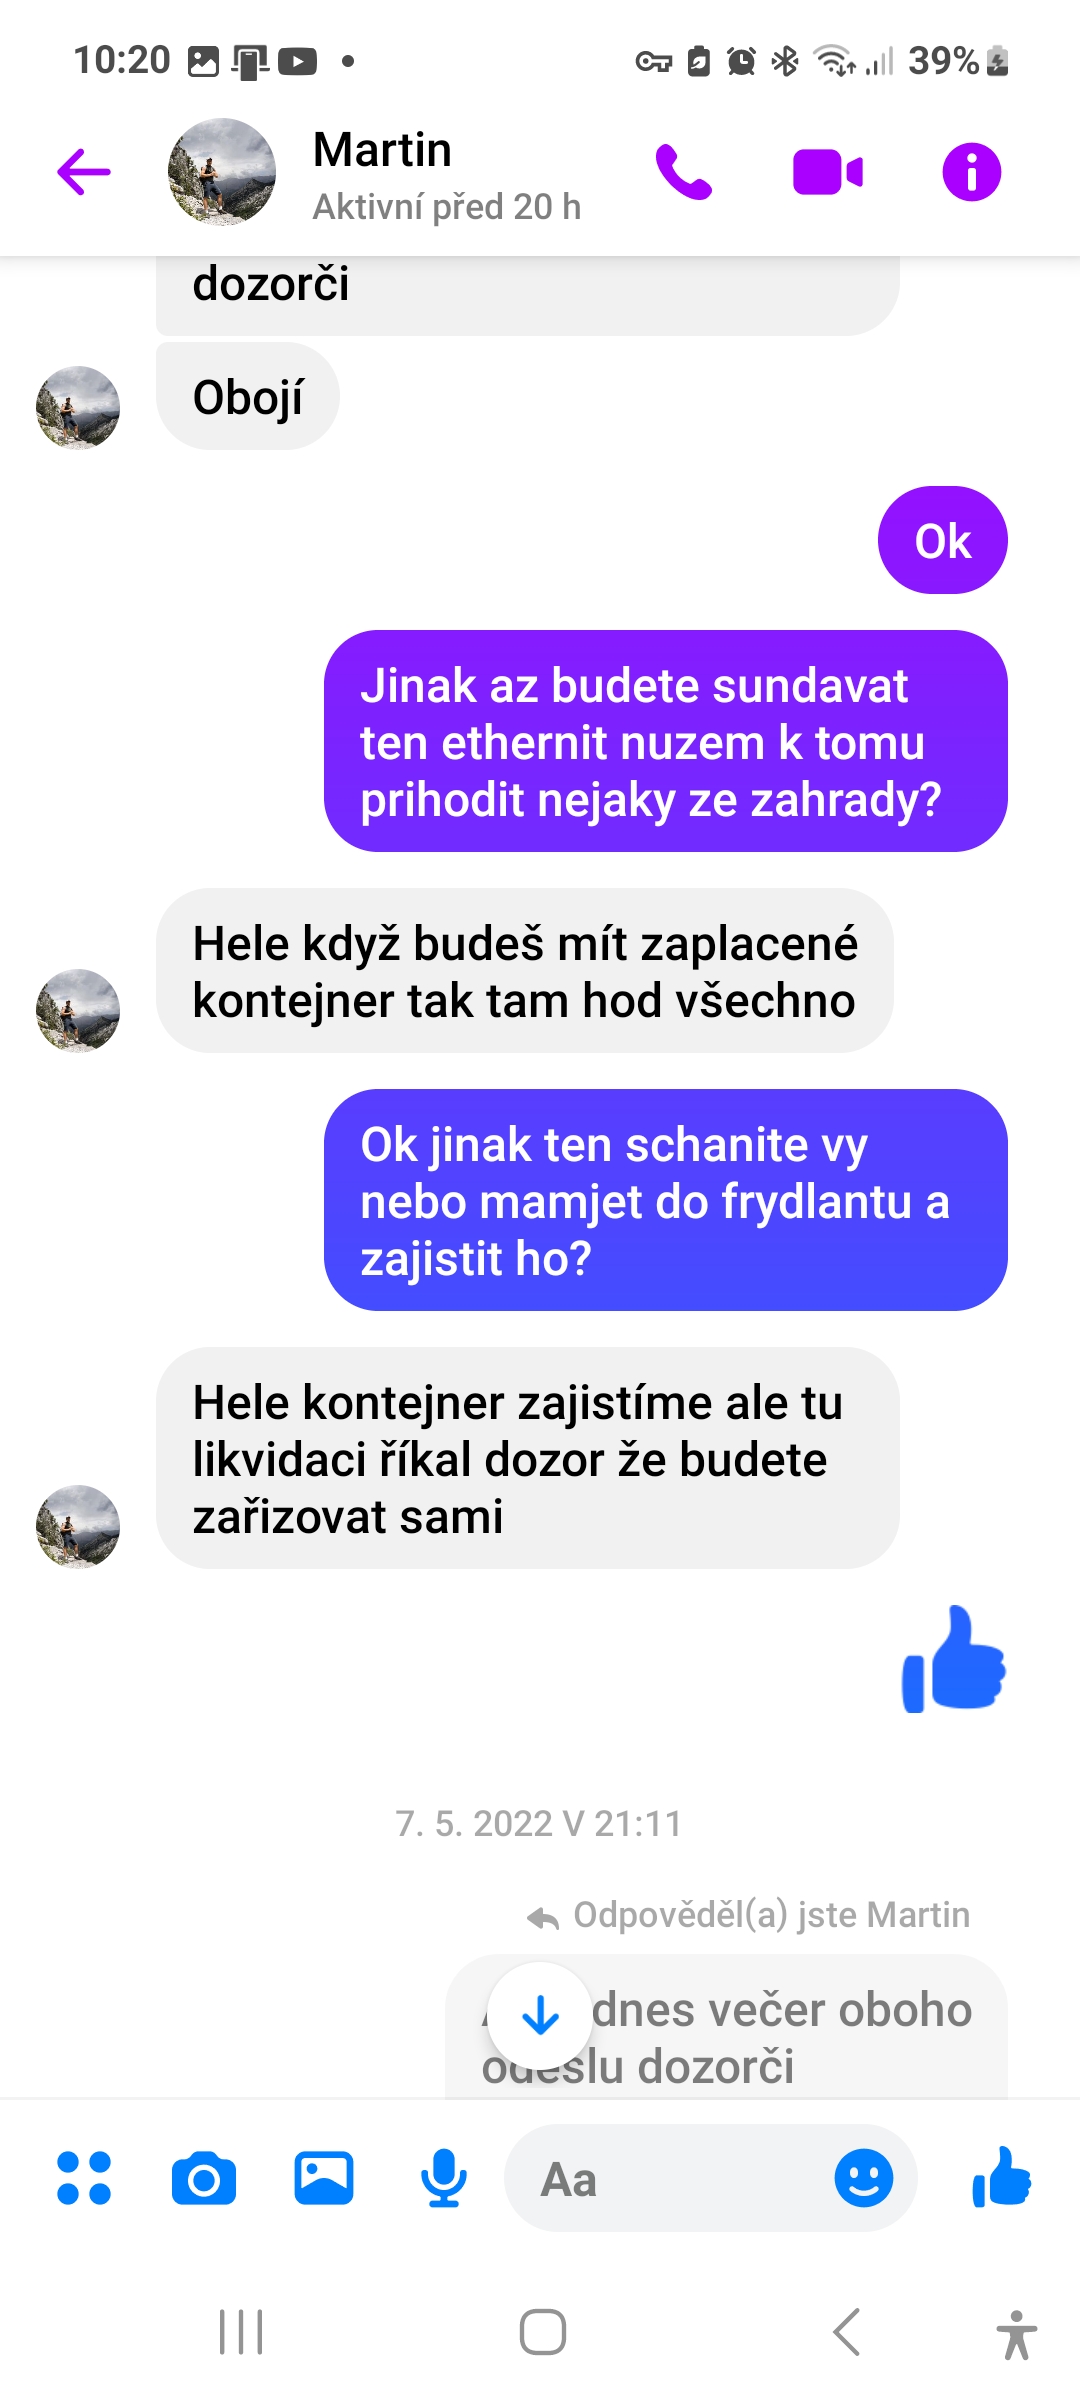 10:20
39%
Martin
Aktivní před 20 h
dozorči
Obojí
Ok
Jinak az budete sundavat
ten ethernit nuzem k tomu
prihodit nejaky ze zahrady?
Hele když budeš mít zaplacené
kontejner tak tam hod všechno
Ok jinak ten schanite vy
nebo mamjet do frydlantu a
zajistit ho?
Hele kontejner zajistíme ale tu
likvidaci říkal dozor že budete
zařizovat sami
7. 5. 2022 V 21:11
Odpověděl(a) jste Martin
dnes večer oboho
odeslu dozorči
Aa